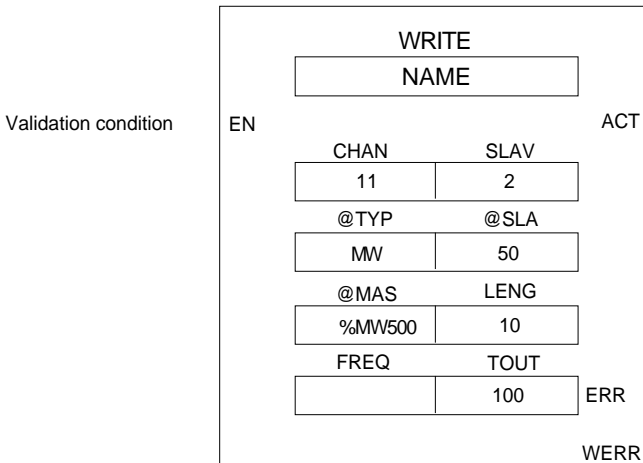 WRITE
NAME
Validation condition EN ACT
CHAN SLAV
11 2
@TYP @SLA
MW 50
@MAS LENG
%MW500 10
FREQ TOUT
100 ERR
WERR